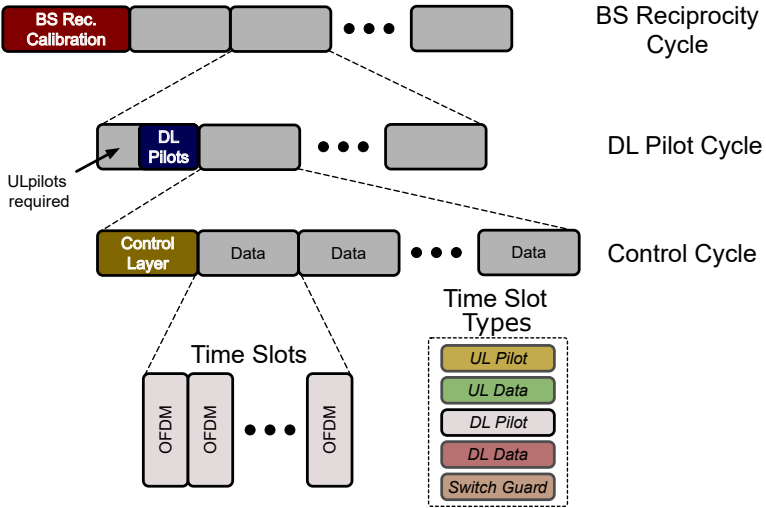 BS Rec.
Calibration
BS Reciprocity
Cycle
DL
Pilots
DL Pilot Cycle
ULpilots
required
Control
Layer
Data
Data
Data
Control Cycle
Time Slot
Types
Time Slots
UL Pilot
UL Data
DL Pilot
DL Data
Switch Guard
OFDM
OFDM
OFDM